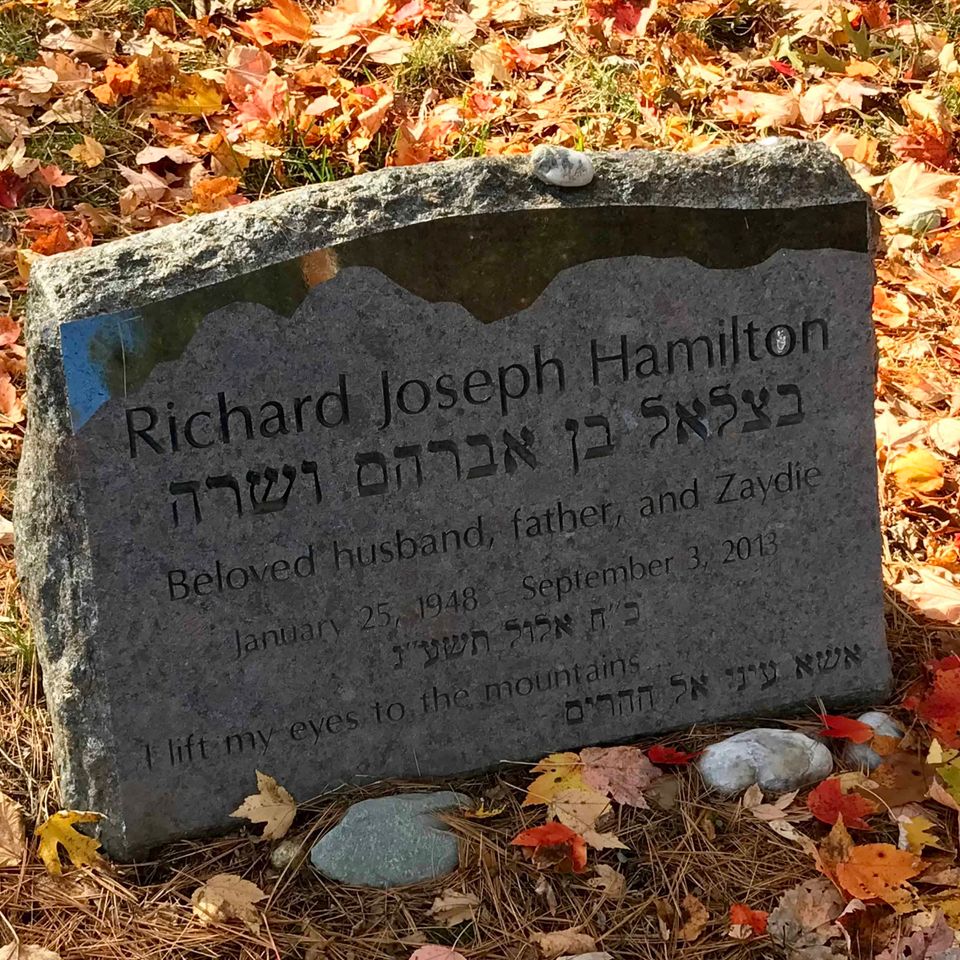 Richard Joseph Hamilton
בצלאל בן אברהם ושרה
Beloved husband, father, and Zaydie
January 25, 1948 – September 3, 2013
כ״ח אלול תשע״ג
I lift my eyes to the mountains...
אשא עיני אל ההרים